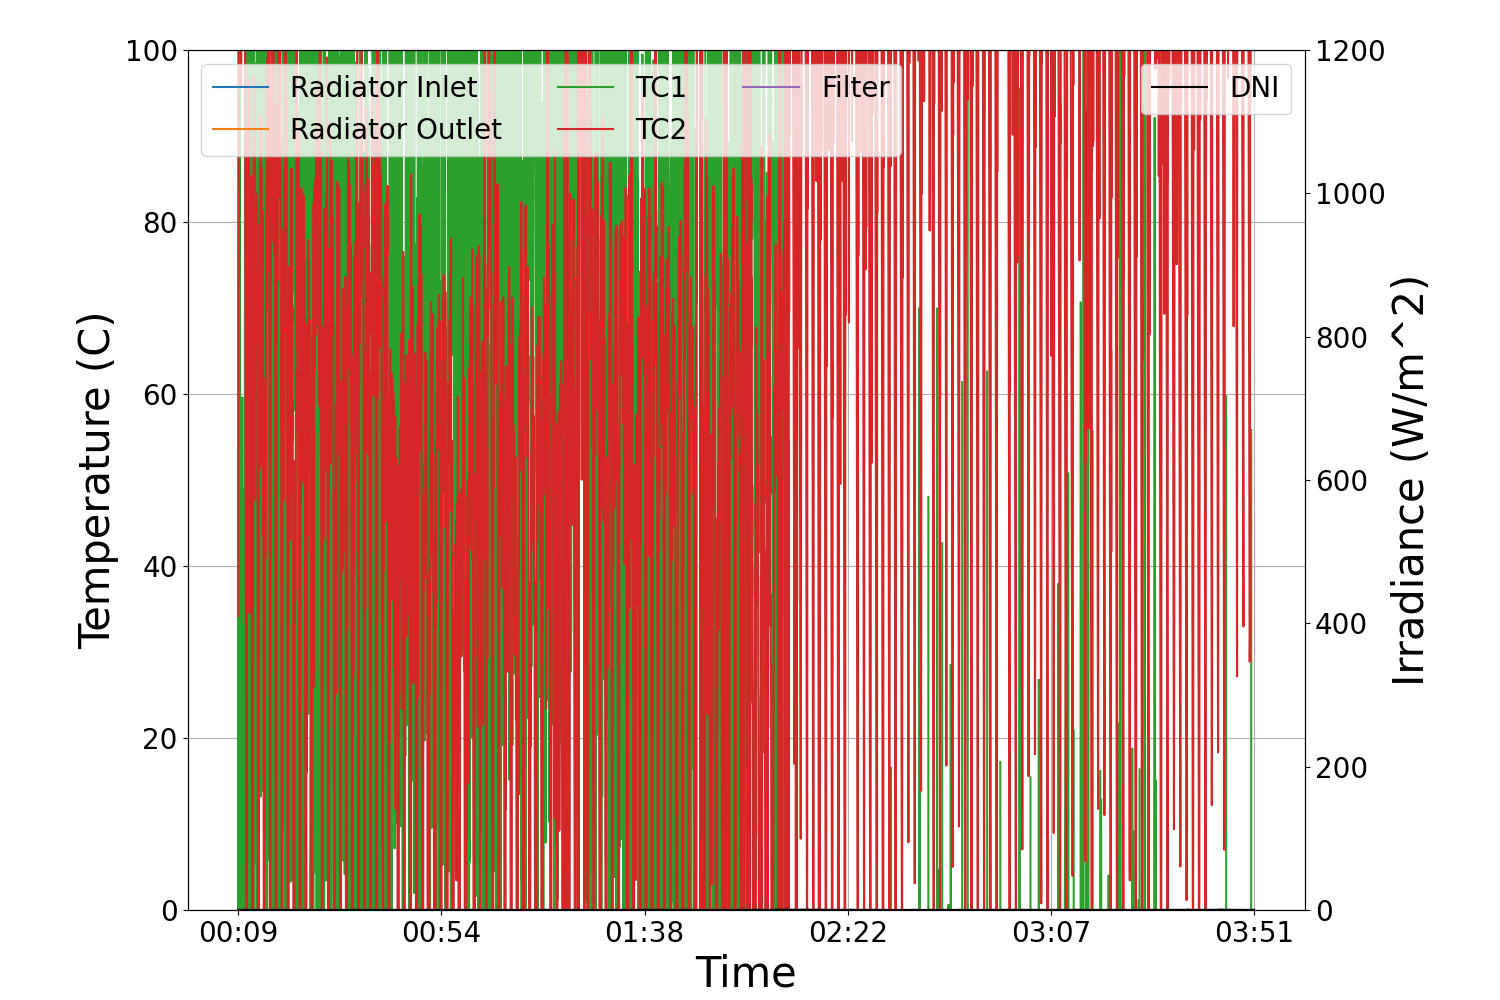 100
80
60
40
20
0
Temperature (C)
Radiator Inlet
Radiator Outlet
TC1
TC2
Filter
DNI
1200
1000
800
600
400
200
0
Irradiance (W/m^2)
00:09
00:54
01:38
02:22
03:07
03:51
Time